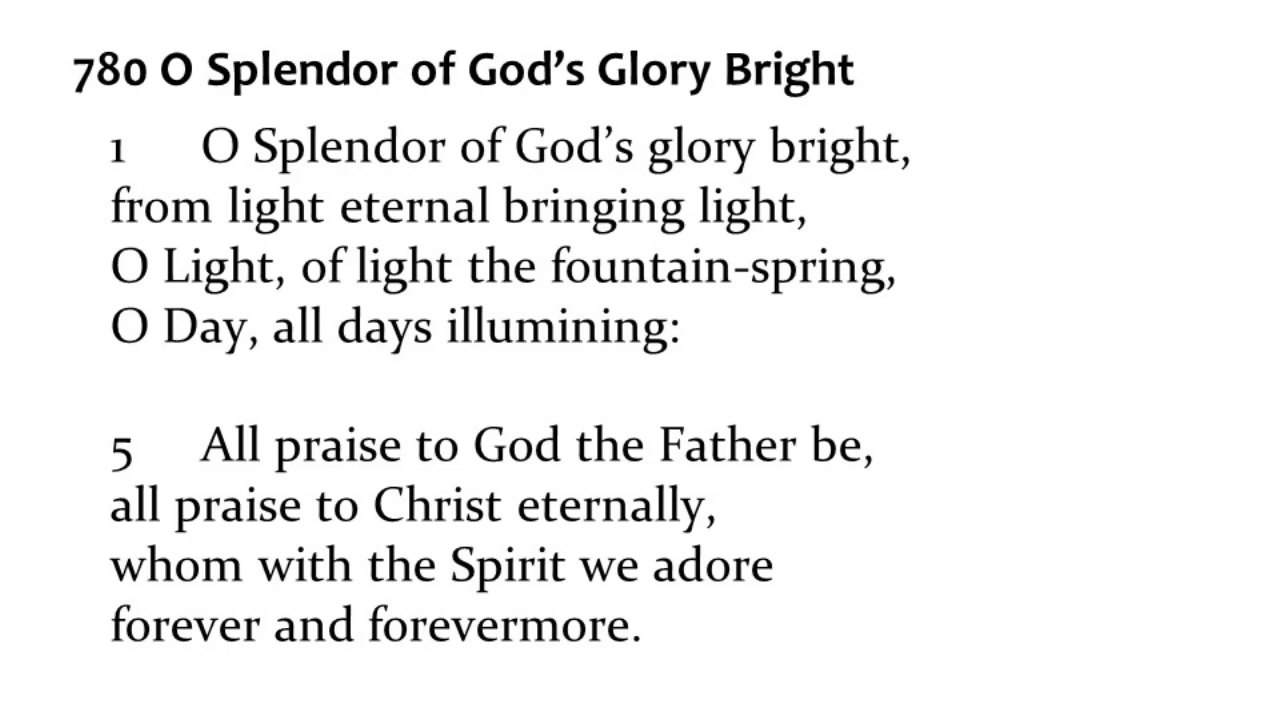 780 O Splendor of God’s Glory Bright
1 O Splendor of God’s glory bright,
from light eternal bringing light,
O Light, of light the fountain-spring,
O Day, all days illumining:
5 All praise to God the Father be,
all praise to Christ eternally,
whom with the Spirit we adore
forever and forevermore.